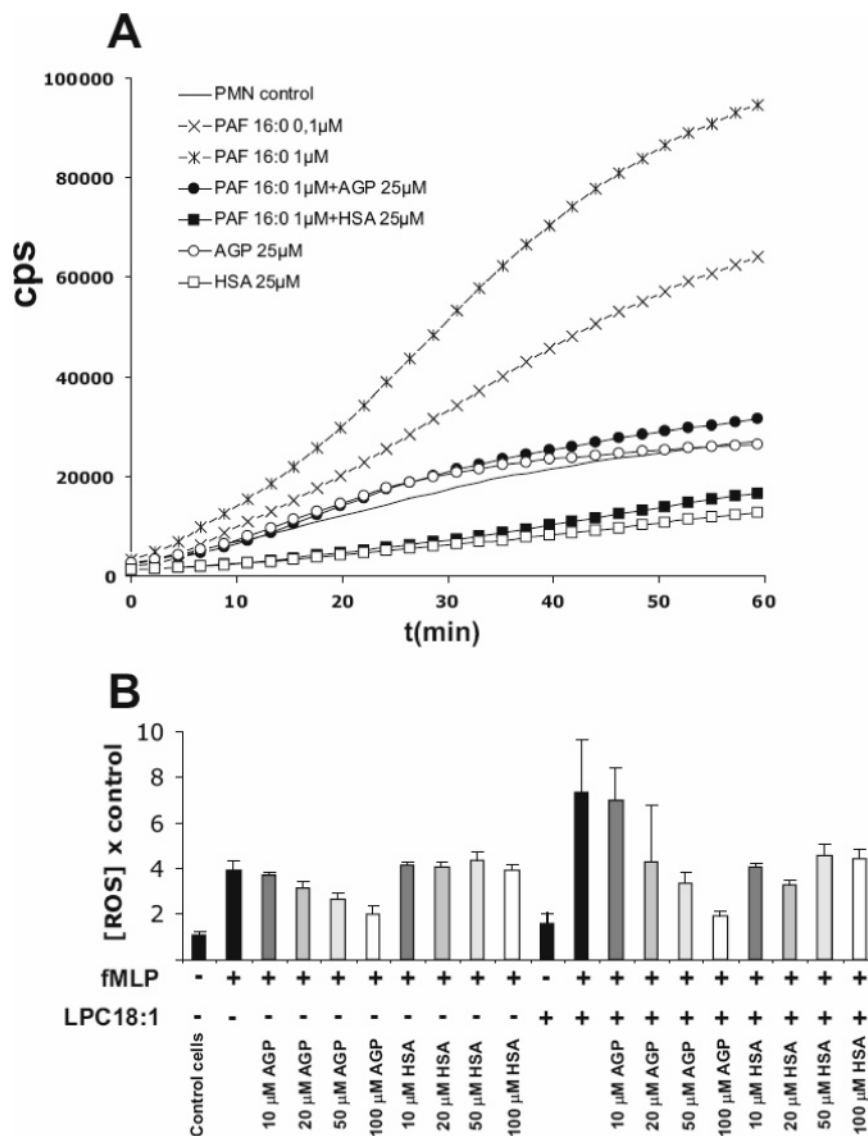 A
100000
80000
60000
40000
20000
0
cps
PMN control
PAF 16:0 0,1µM
PAF 16:0 1µM
PAF 16:0 1µM+AGP 25µM
PAF 16:0 1µM+HSA 25µM
AGP 25µM
HSA 25µM
0 10 20 30 40 50 60
t(min)
B
10
8
6
4
2
[ROS] x control
fMLP - + + + + + + + + + - + + + + + + + + +
LPC18:1 - - - - - - - - - - + + + + + + + + + +
Control cells
10 µM AGP
20 µM AGP
50 µM AGP
100 µM AGP
10 µM HSA
20 µM HSA
50 µM HSA
100 µM HSA
10 µM AGP
20 µM AGP
50 µM AGP
100 µM AGP
10 µM HSA
20 µM HSA
50 µM HSA
100 µM HSA